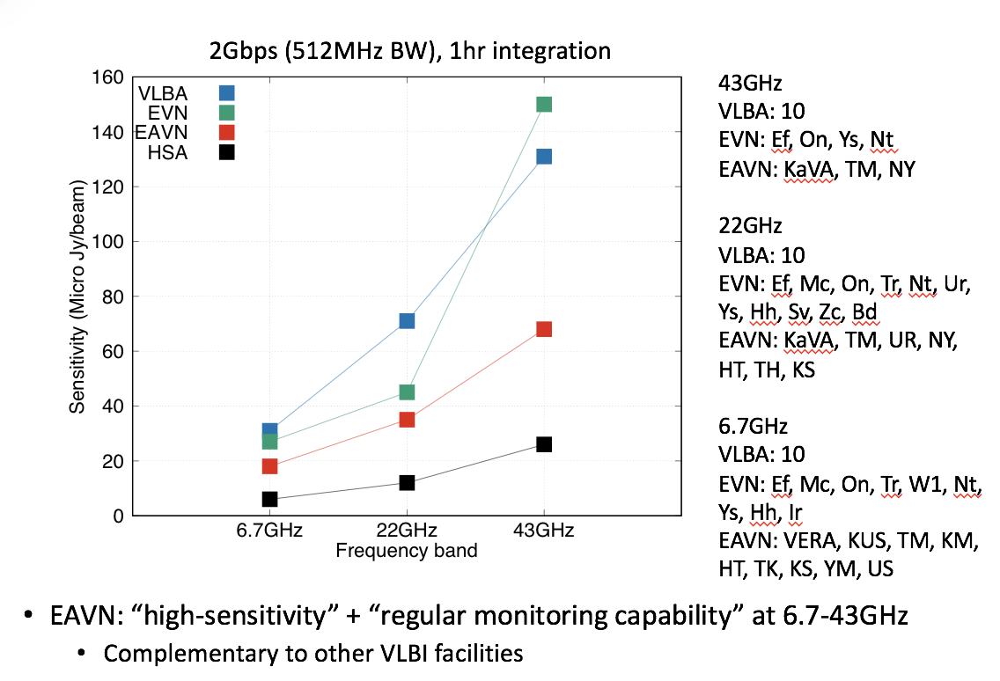 2Gbps (512MHz BW), 1hr integration
160
140
120
100
80
60
40
20
0
Sensitivity (Micro Jy/beam)
VLBA
EVN
EAVN
HSA
6.7GHz
22GHz
43GHz
Frequency band
43GHz
VLBA: 10
EVN: Ef, On, Ys, Nt
EAVN: KaVA, TM, NY
22GHz
VLBA: 10
EVN: Ef, Mc, On, Tr, Nt, Ur,
Ys, Hh, Sv, Zc, Bd
EAVN: KaVA, TM, UR, NY,
HT, TH, KS
6.7GHz
VLBA: 10
EVN: Ef, Mc, On, Tr, W1, Nt,
Ys, Hh, Ir
EAVN: VERA, KUS, TM, KM,
HT, TK, KS, YM, US
• EAVN: “high-sensitivity” + “regular monitoring capability” at 6.7-43GHz
• Complementary to other VLBI facilities